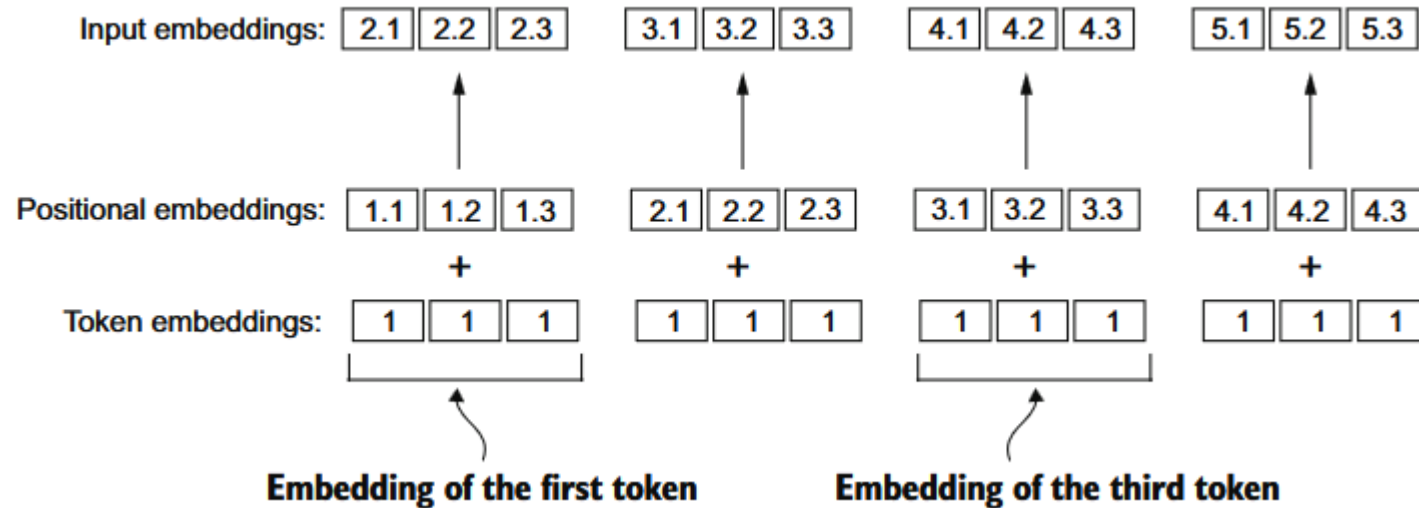 Input embeddings: 2.1 2.2 2.3 3.1 3.2 3.3 4.1 4.2 4.3 5.1 5.2 5.3
Positional embeddings: 1.1 1.2 1.3 2.1 2.2 2.3 3.1 3.2 3.3 4.1 4.2 4.3
+ + + +
Token embeddings: 1 1 1 1 1 1 1 1 1 1 1 1
Embedding of the first token Embedding of the third token